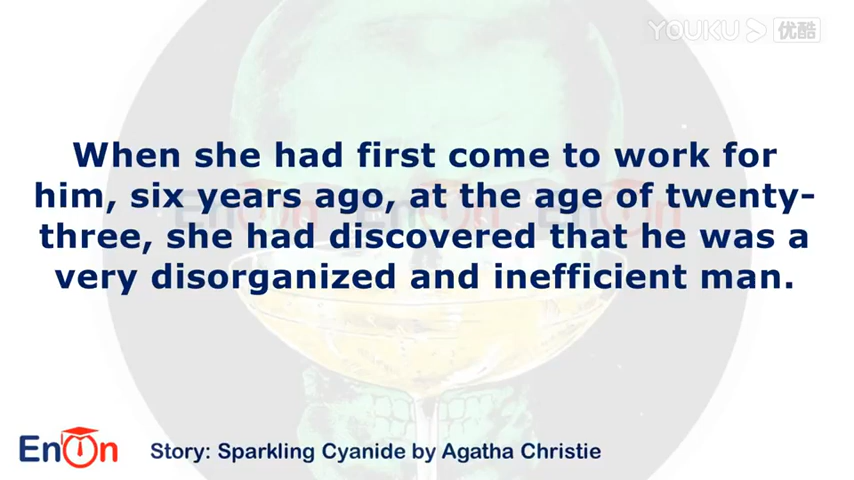 YOUKU 优酷
When she had first come to work for
him, six years ago, at the age of twenty-
three, she had discovered that he was a
very disorganized and inefficient man.
EnOn
Story: Sparkling Cyanide by Agatha Christie